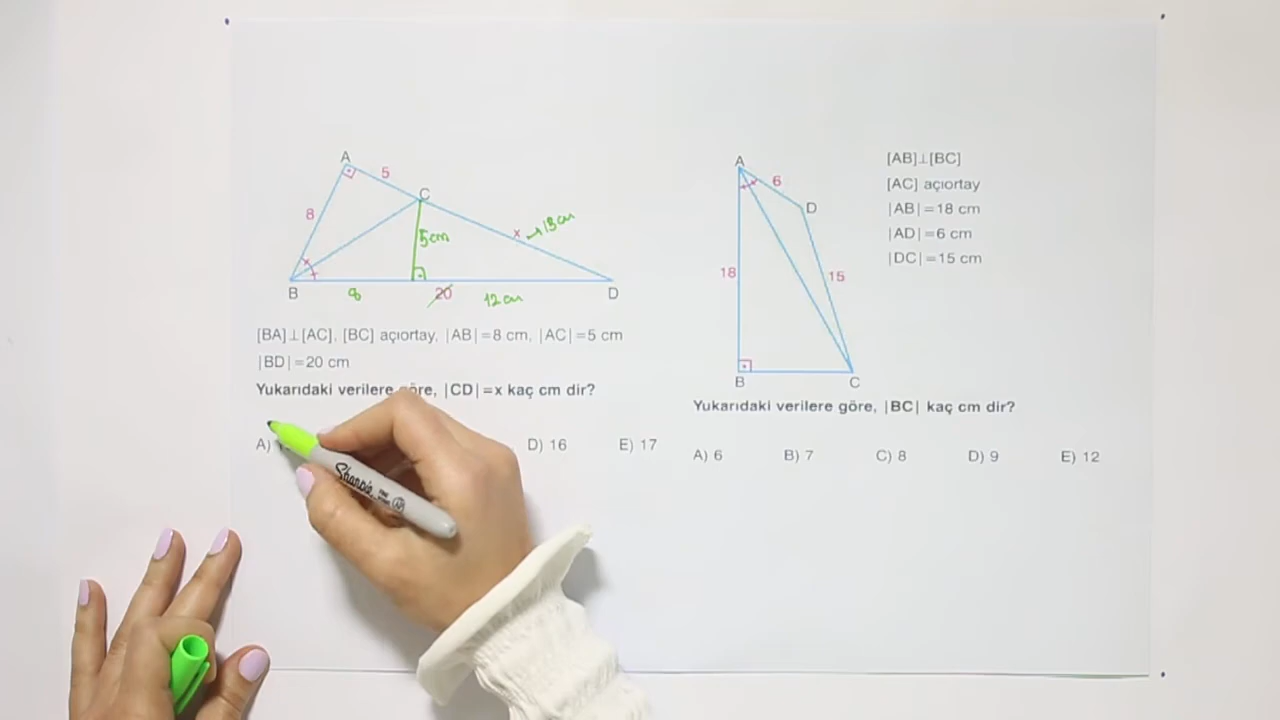 A
5
C
8
5cm
x → 13cm
B
8
20
12cm
D
[BA]⊥[AC], [BC] açıortay, |AB|=8 cm, |AC|=5 cm
|BD|=20 cm
Yukarıdaki verilere göre, |CD|=x kaç cm dir?
A)
D) 16
E) 17
Sharpie
A
6
D
18
15
B
C
[AB]⊥[BC]
[AC] açıortay
|AB|=18 cm
|AD|=6 cm
|DC|=15 cm
Yukarıdaki verilere göre, |BC| kaç cm dir?
A) 6
B) 7
C) 8
D) 9
E) 12